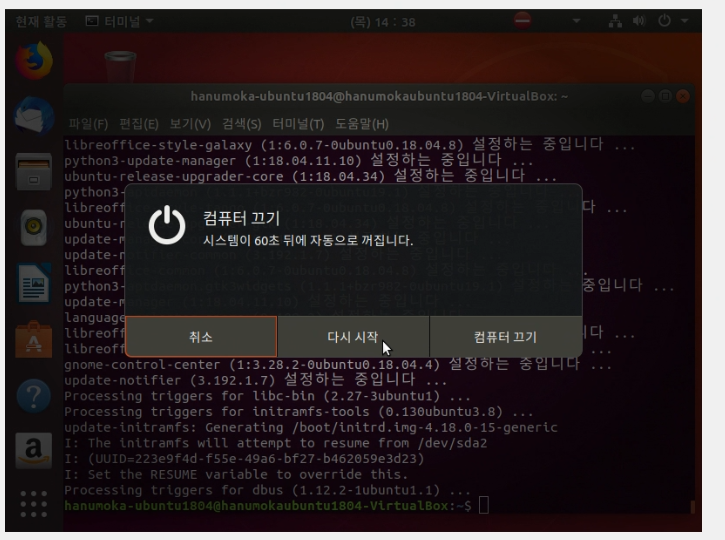 현재 활동 터미널 (목) 14 : 38
hanumoka-ubuntu1804@hanumokaubuntu1804-VirtualBox: ~
파일(F) 편집(E) 보기(V) 검색(S) 터미널(T) 도움말(H)
libreoffice-style-galaxy (1:6.0.7-0ubuntu0.18.04.8) 설정하는 중입니다 ...
python3-update-manager (1:18.04.11.10) 설정하는 중입니다 ...
ubuntu-release-upgrader-core (1:18.04.34) 설정하는 중입니다 ...
python3-
libreoff 다 ...
ubuntu-r
update-m
update-n
libreoff
python3- 중입니다 ...
update-m
language
libreoff 니다 ...
libreoff ...
컴퓨터 끄기
시스템이 60초 뒤에 자동으로 꺼집니다.
취소 다시 시작 컴퓨터 끄기
gnome-control-center (1:3.28.2-0ubuntu0.18.04.4) 설정하는 중입니다 ...
update-notifier (3.192.1.7) 설정하는 중입니다 ...
Processing triggers for libc-bin (2.27-3ubuntu1) ...
Processing triggers for initramfs-tools (0.130ubuntu3.8) ...
update-initramfs: Generating /boot/initrd.img-4.18.0-15-generic
I: The initramfs will attempt to resume from /dev/sda2
I: (UUID=223e9f4d-f55e-49a6-bf27-b462059e3d23)
I: Set the RESUME variable to override this.
Processing triggers for dbus (1.12.2-1ubuntu1.1) ...
hanumoka-ubuntu1804@hanumokaubuntu1804-VirtualBox:~$